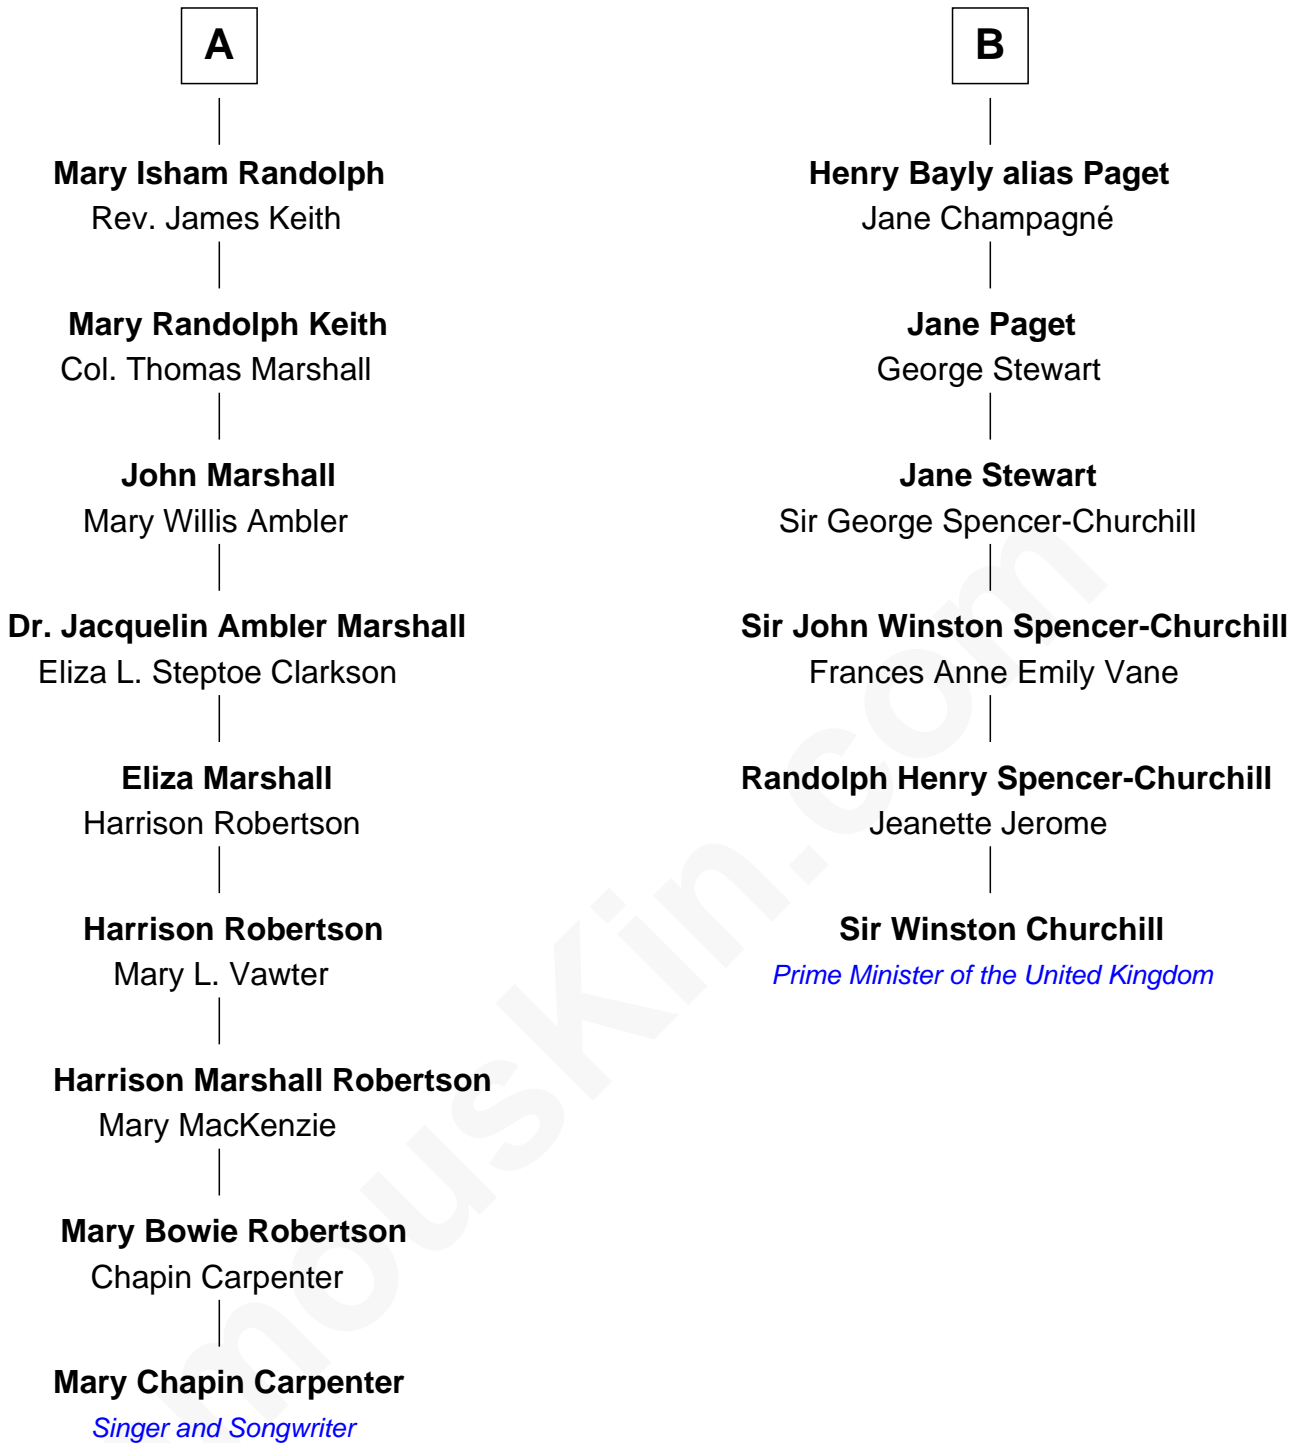 A
Mary Isham Randolph
Rev. James Keith
Mary Randolph Keith
Col. Thomas Marshall
John Marshall
Mary Willis Ambler
Dr. Jacquelin Ambler Marshall
Eliza L. Steptoe Clarkson
Eliza Marshall
Harrison Robertson
Harrison Robertson
Mary L. Vawter
Harrison Marshall Robertson
Mary MacKenzie
Mary Bowie Robertson
Chapin Carpenter
Mary Chapin Carpenter
Singer and Songwriter
B
Henry Bayly alias Paget
Jane Champagné
Jane Paget
George Stewart
Jane Stewart
Sir George Spencer-Churchill
Sir John Winston Spencer-Churchill
Frances Anne Emily Vane
Randolph Henry Spencer-Churchill
Jeanette Jerome
Sir Winston Churchill
Prime Minister of the United Kingdom
mousKin.com